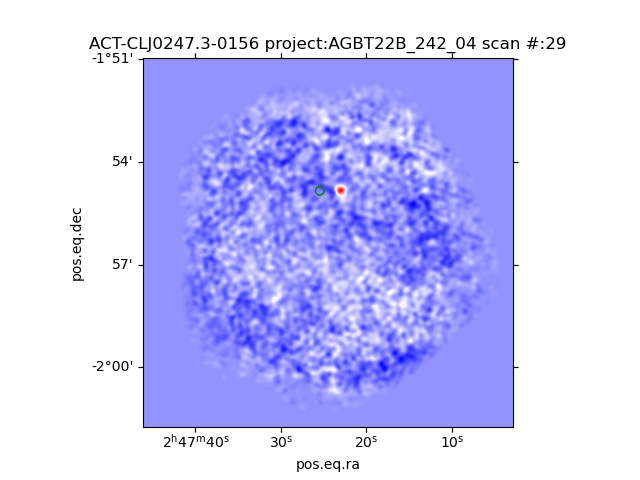 ACT-CLJ0247.3-0156 project:AGBT22B_242_04 scan #:29
-1°51'
54'
57'
-2°00'
pos.eq.dec
2ʰ47ᵐ40ˢ 30ˢ 20ˢ 10ˢ
pos.eq.ra